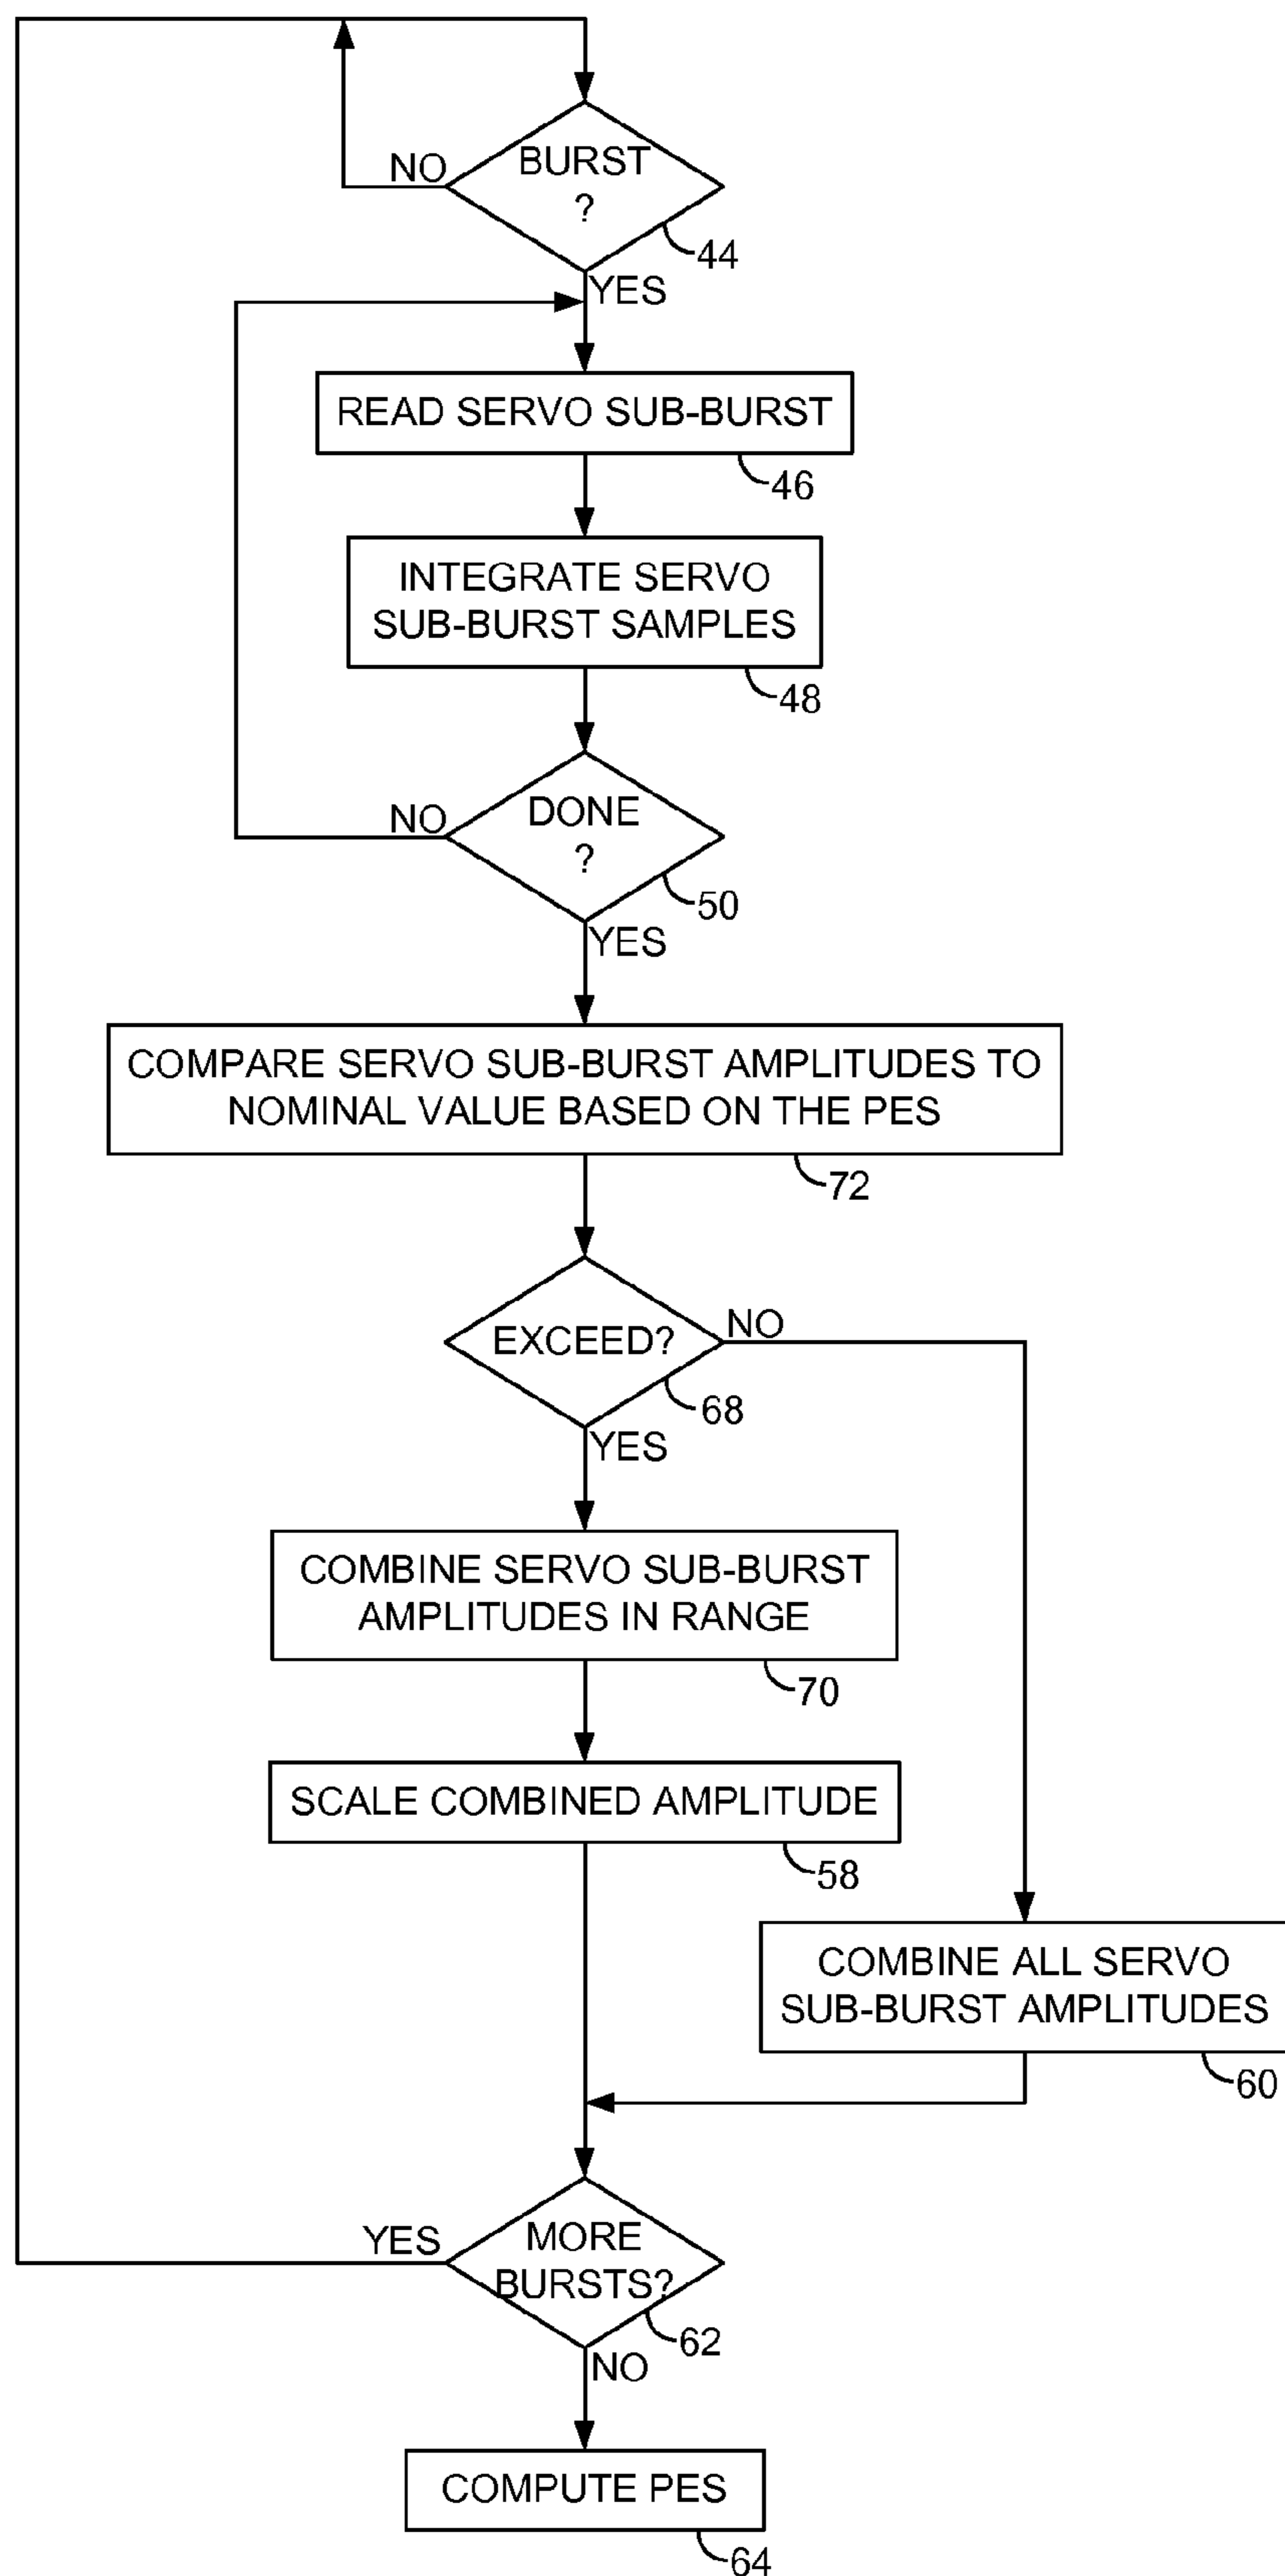 BURST
?
NO
44
YES
READ SERVO SUB-BURST
46
INTEGRATE SERVO
SUB-BURST SAMPLES
48
DONE
?
NO
50
YES
COMPARE SERVO SUB-BURST AMPLITUDES TO
NOMINAL VALUE BASED ON THE PES
72
EXCEED?
NO
68
YES
COMBINE SERVO SUB-BURST
AMPLITUDES IN RANGE
70
SCALE COMBINED AMPLITUDE
58
COMBINE ALL SERVO
SUB-BURST AMPLITUDES
60
YES
MORE
BURSTS?
62
NO
COMPUTE PES
64